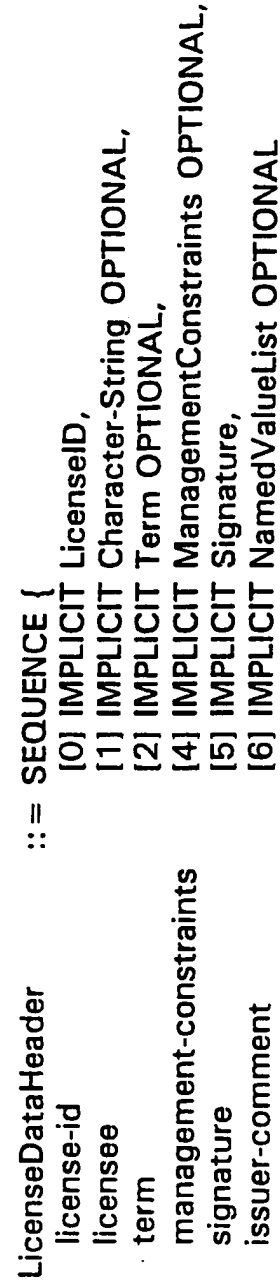 LicenseDataHeader ::= SEQUENCE {
license-id [0] IMPLICIT LicenseID,
licensee [1] IMPLICIT Character-String OPTIONAL,
term [2] IMPLICIT Term OPTIONAL,
management-constraints [4] IMPLICIT ManagementConstraints OPTIONAL,
signature [5] IMPLICIT Signature,
issuer-comment [6] IMPLICIT NamedValueList OPTIONAL